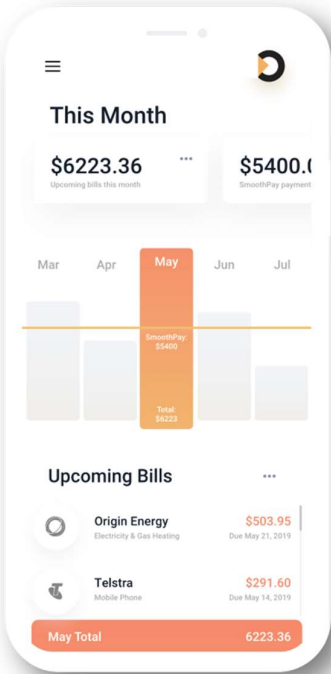 This Month
$6223.36 ••• $5400.0
Upcoming bills this month SmoothPay payment
Mar Apr May Jun Jul
SmoothPay:
$5400
Total:
$6223
Upcoming Bills •••
Origin Energy $503.95
Electricity & Gas Heating Due May 21, 2019
Telstra $291.60
Mobile Phone Due May 14, 2019
May Total 6223.36